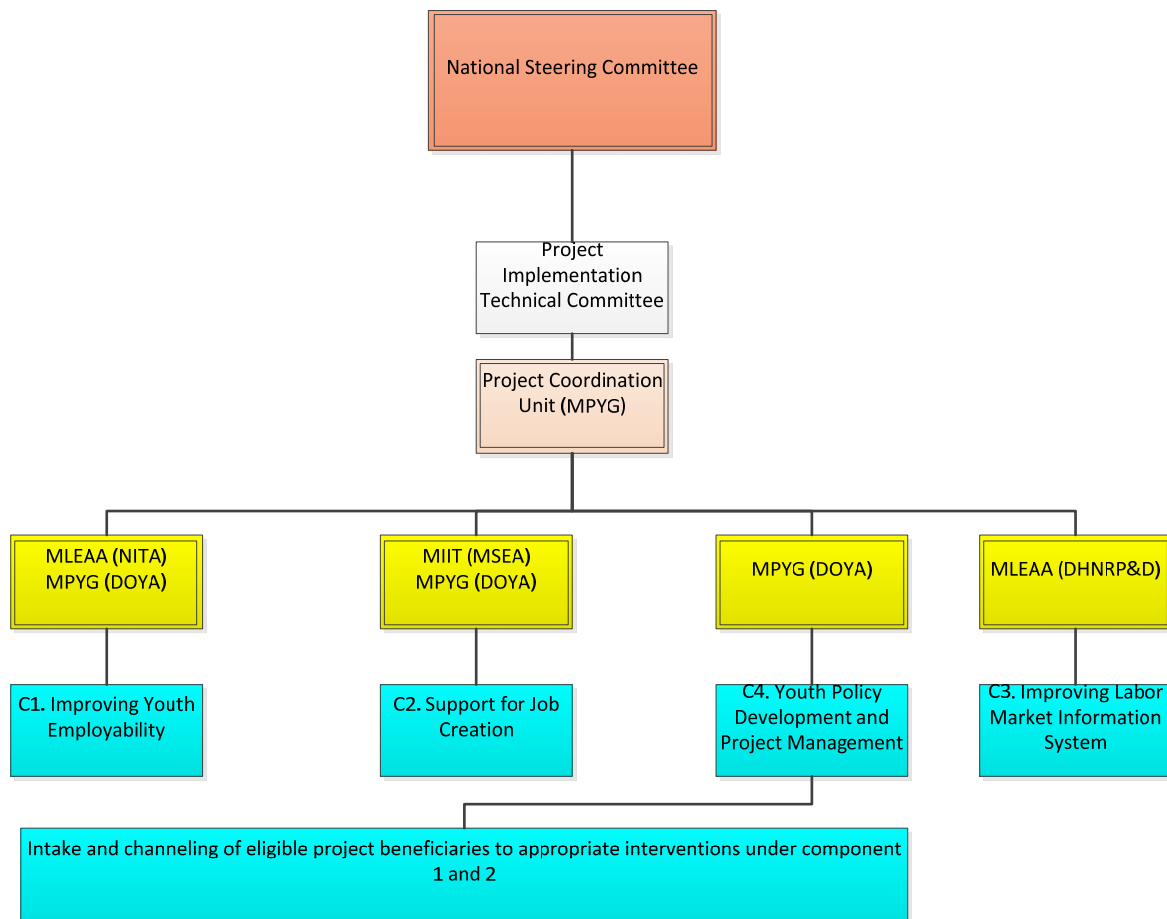 National Steering Committee
Project
Implementation
Technical Committee
Project Coordination
Unit (MPYG)
MLEAA (NITA)
MPYG (DOYA)
MIIT (MSEA)
MPYG (DOYA)
MPYG (DOYA)
MLEAA (DHNRP&D)
C1. Improving Youth
Employability
C2. Support for Job
Creation
C4. Youth Policy
Development and
Project Management
C3. Improving Labor
Market Information
System
Intake and channeling of eligible project beneficiaries to appropriate interventions under component
1 and 2